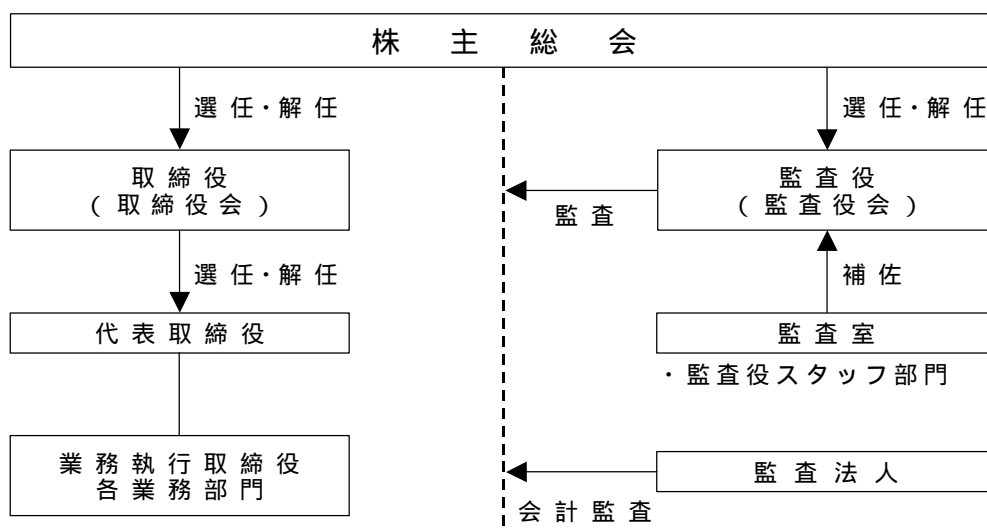 株主総会
選任・解任
選任・解任
取締役
(取締役会)
監査役
(監査役会)
監査
選任・解任
補佐
代表取締役
監査室
・監査役スタッフ部門
業務執行取締役
各業務部門
監査法人
会計監査